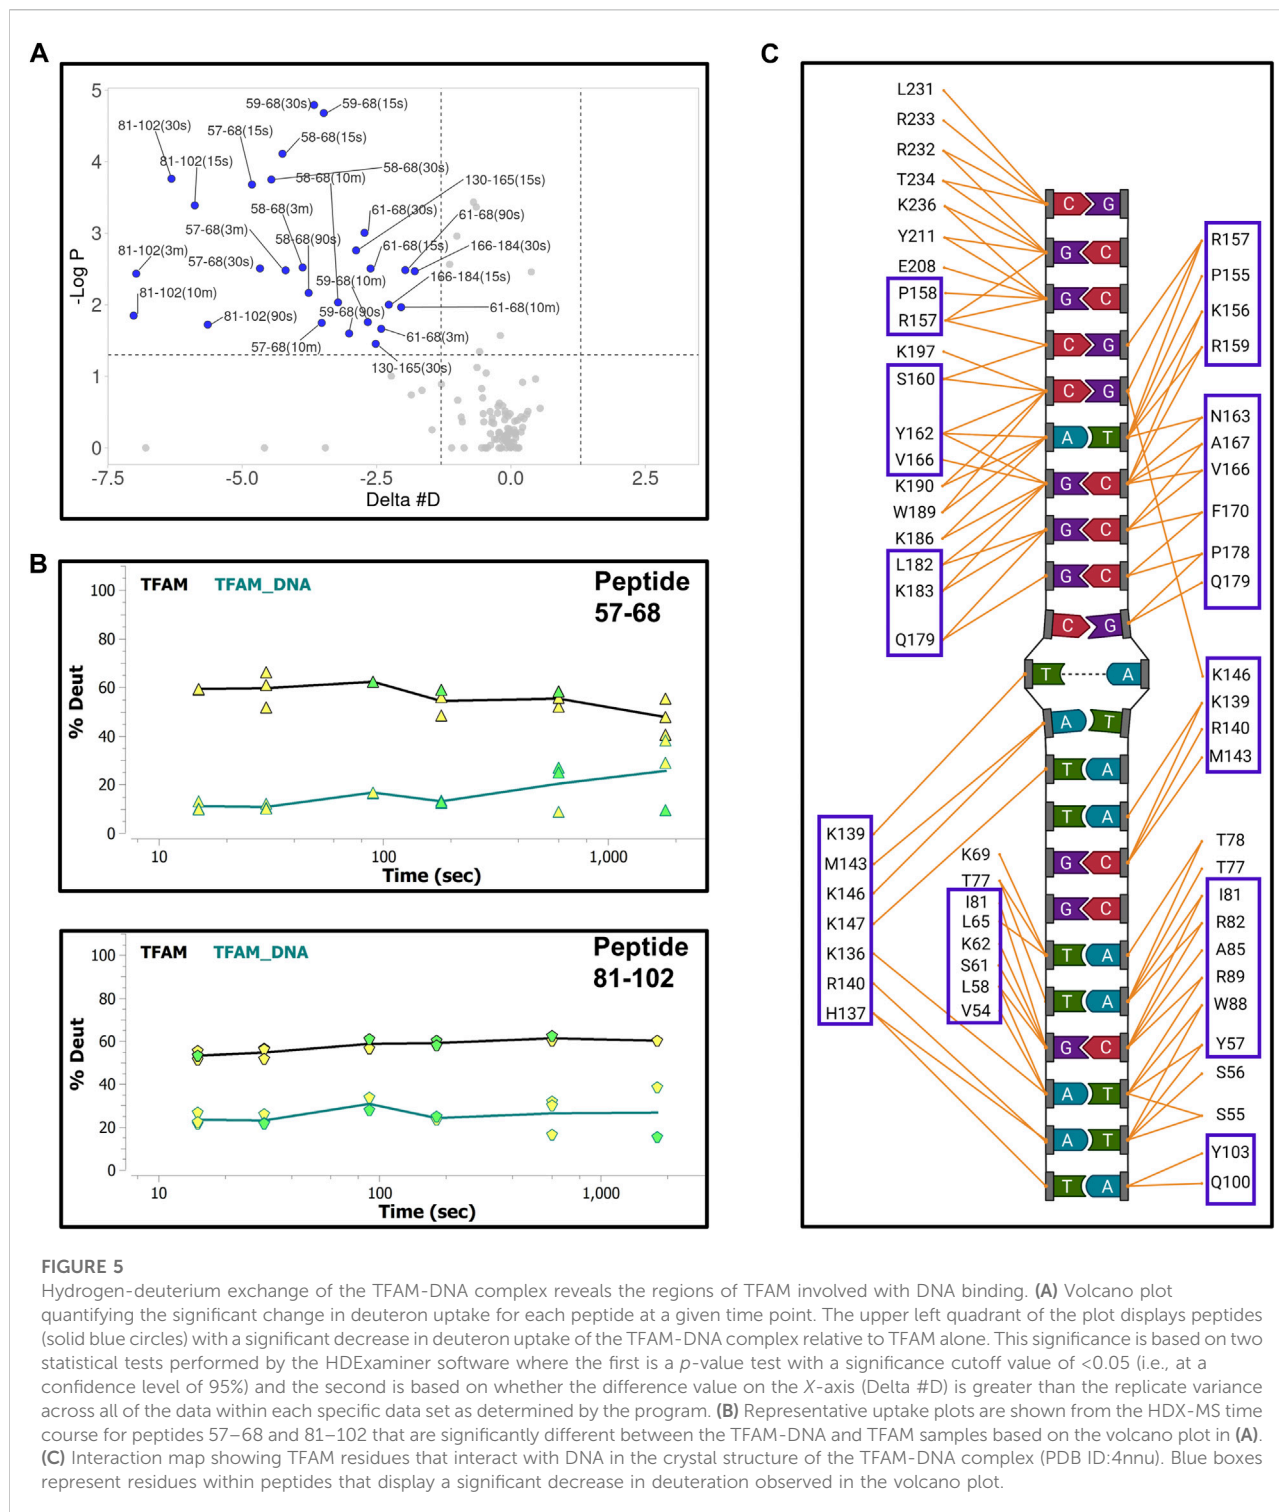 A
5
4
3
2
1
0
-Log P
-7.5
-5.0
-2.5
0.0
2.5
Delta #D
59-68(30s)
59-68(15s)
81-102(30s)
57-68(15s)
58-68(15s)
81-102(15s)
58-68(30s)
58-68(10m)
130-165(15s)
58-68(3m)
61-68(30s)
61-68(90s)
57-68(3m)
58-68(90s)
61-68(15s)
166-184(30s)
81-102(3m)
57-68(30s)
59-68(10m)
166-184(15s)
81-102(10m)
81-102(90s)
59-68(90s)
61-68(10m)
57-68(10m)
61-68(3m)
130-165(30s)
B
TFAM
TFAM_DNA
Peptide
57-68
100
80
60
40
20
0
% Deut
10
100
1,000
Time (sec)
TFAM
TFAM_DNA
Peptide
81-102
100
80
60
40
20
0
% Deut
10
100
1,000
Time (sec)
C
L231
R233
R232
T234
K236
Y211
E208
P158
R157
K197
S160
Y162
V166
K190
W189
K186
L182
K183
Q179
K139
M143
K146
K147
K136
R140
H137
K69
T77
I81
L65
K62
S61
L58
V54
C G
G C
G C
C G
C G
A T
G C
G C
G C
C G
T A
A T
T A
T A
G C
G C
T A
T A
G C
A T
A T
T A
R157
P155
K156
R159
N163
A167
V166
F170
P178
Q179
K146
K139
R140
M143
T78
T77
I81
R82
A85
R89
W88
Y57
S56
S55
Y103
Q100
FIGURE 5
Hydrogen-deuterium exchange of the TFAM-DNA complex reveals the regions of TFAM involved with DNA binding. (A) Volcano plot
quantifying the significant change in deuteron uptake for each peptide at a given time point. The upper left quadrant of the plot displays peptides
(solid blue circles) with a significant decrease in deuteron uptake of the TFAM-DNA complex relative to TFAM alone. This significance is based on two
statistical tests performed by the HDExaminer software where the first is a p-value test with a significance cutoff value of <0.05 (i.e., at a
confidence level of 95%) and the second is based on whether the difference value on the X-axis (Delta #D) is greater than the replicate variance
across all of the data within each specific data set as determined by the program. (B) Representative uptake plots are shown from the HDX-MS time
course for peptides 57–68 and 81–102 that are significantly different between the TFAM-DNA and TFAM samples based on the volcano plot in (A).
(C) Interaction map showing TFAM residues that interact with DNA in the crystal structure of the TFAM-DNA complex (PDB ID:4nnu). Blue boxes
represent residues within peptides that display a significant decrease in deuteration observed in the volcano plot.